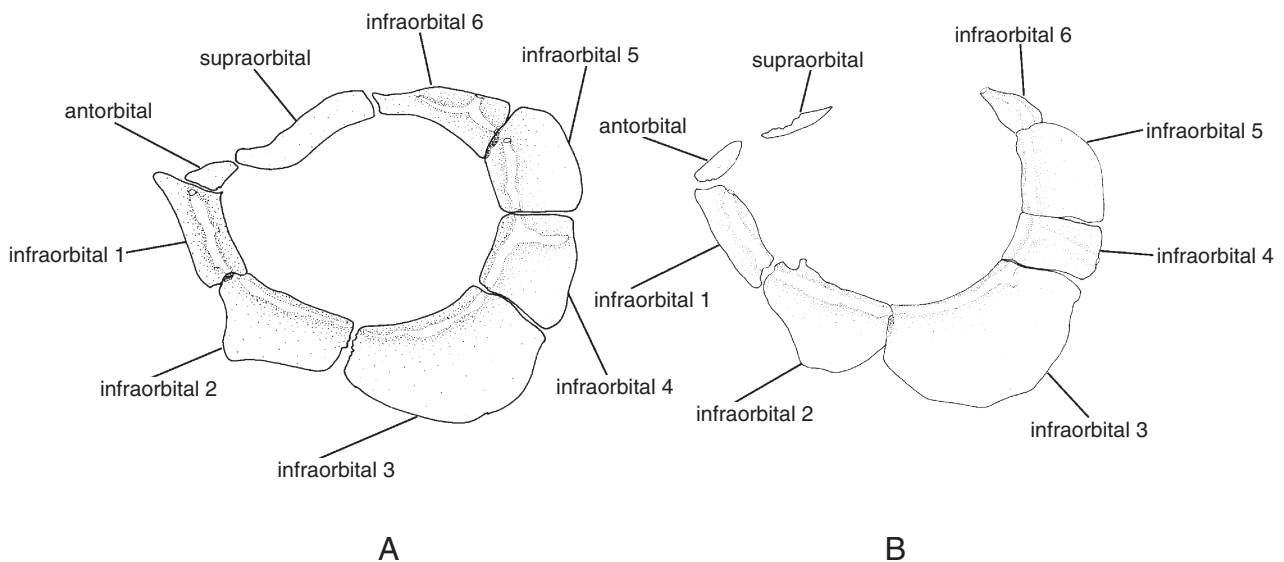 infraorbital 6
supraorbital
infraorbital 5
antorbital
infraorbital 1
infraorbital 2
infraorbital 4
infraorbital 3
A
infraorbital 6
supraorbital
antorbital
infraorbital 5
infraorbital 4
infraorbital 1
infraorbital 2
infraorbital 3
B